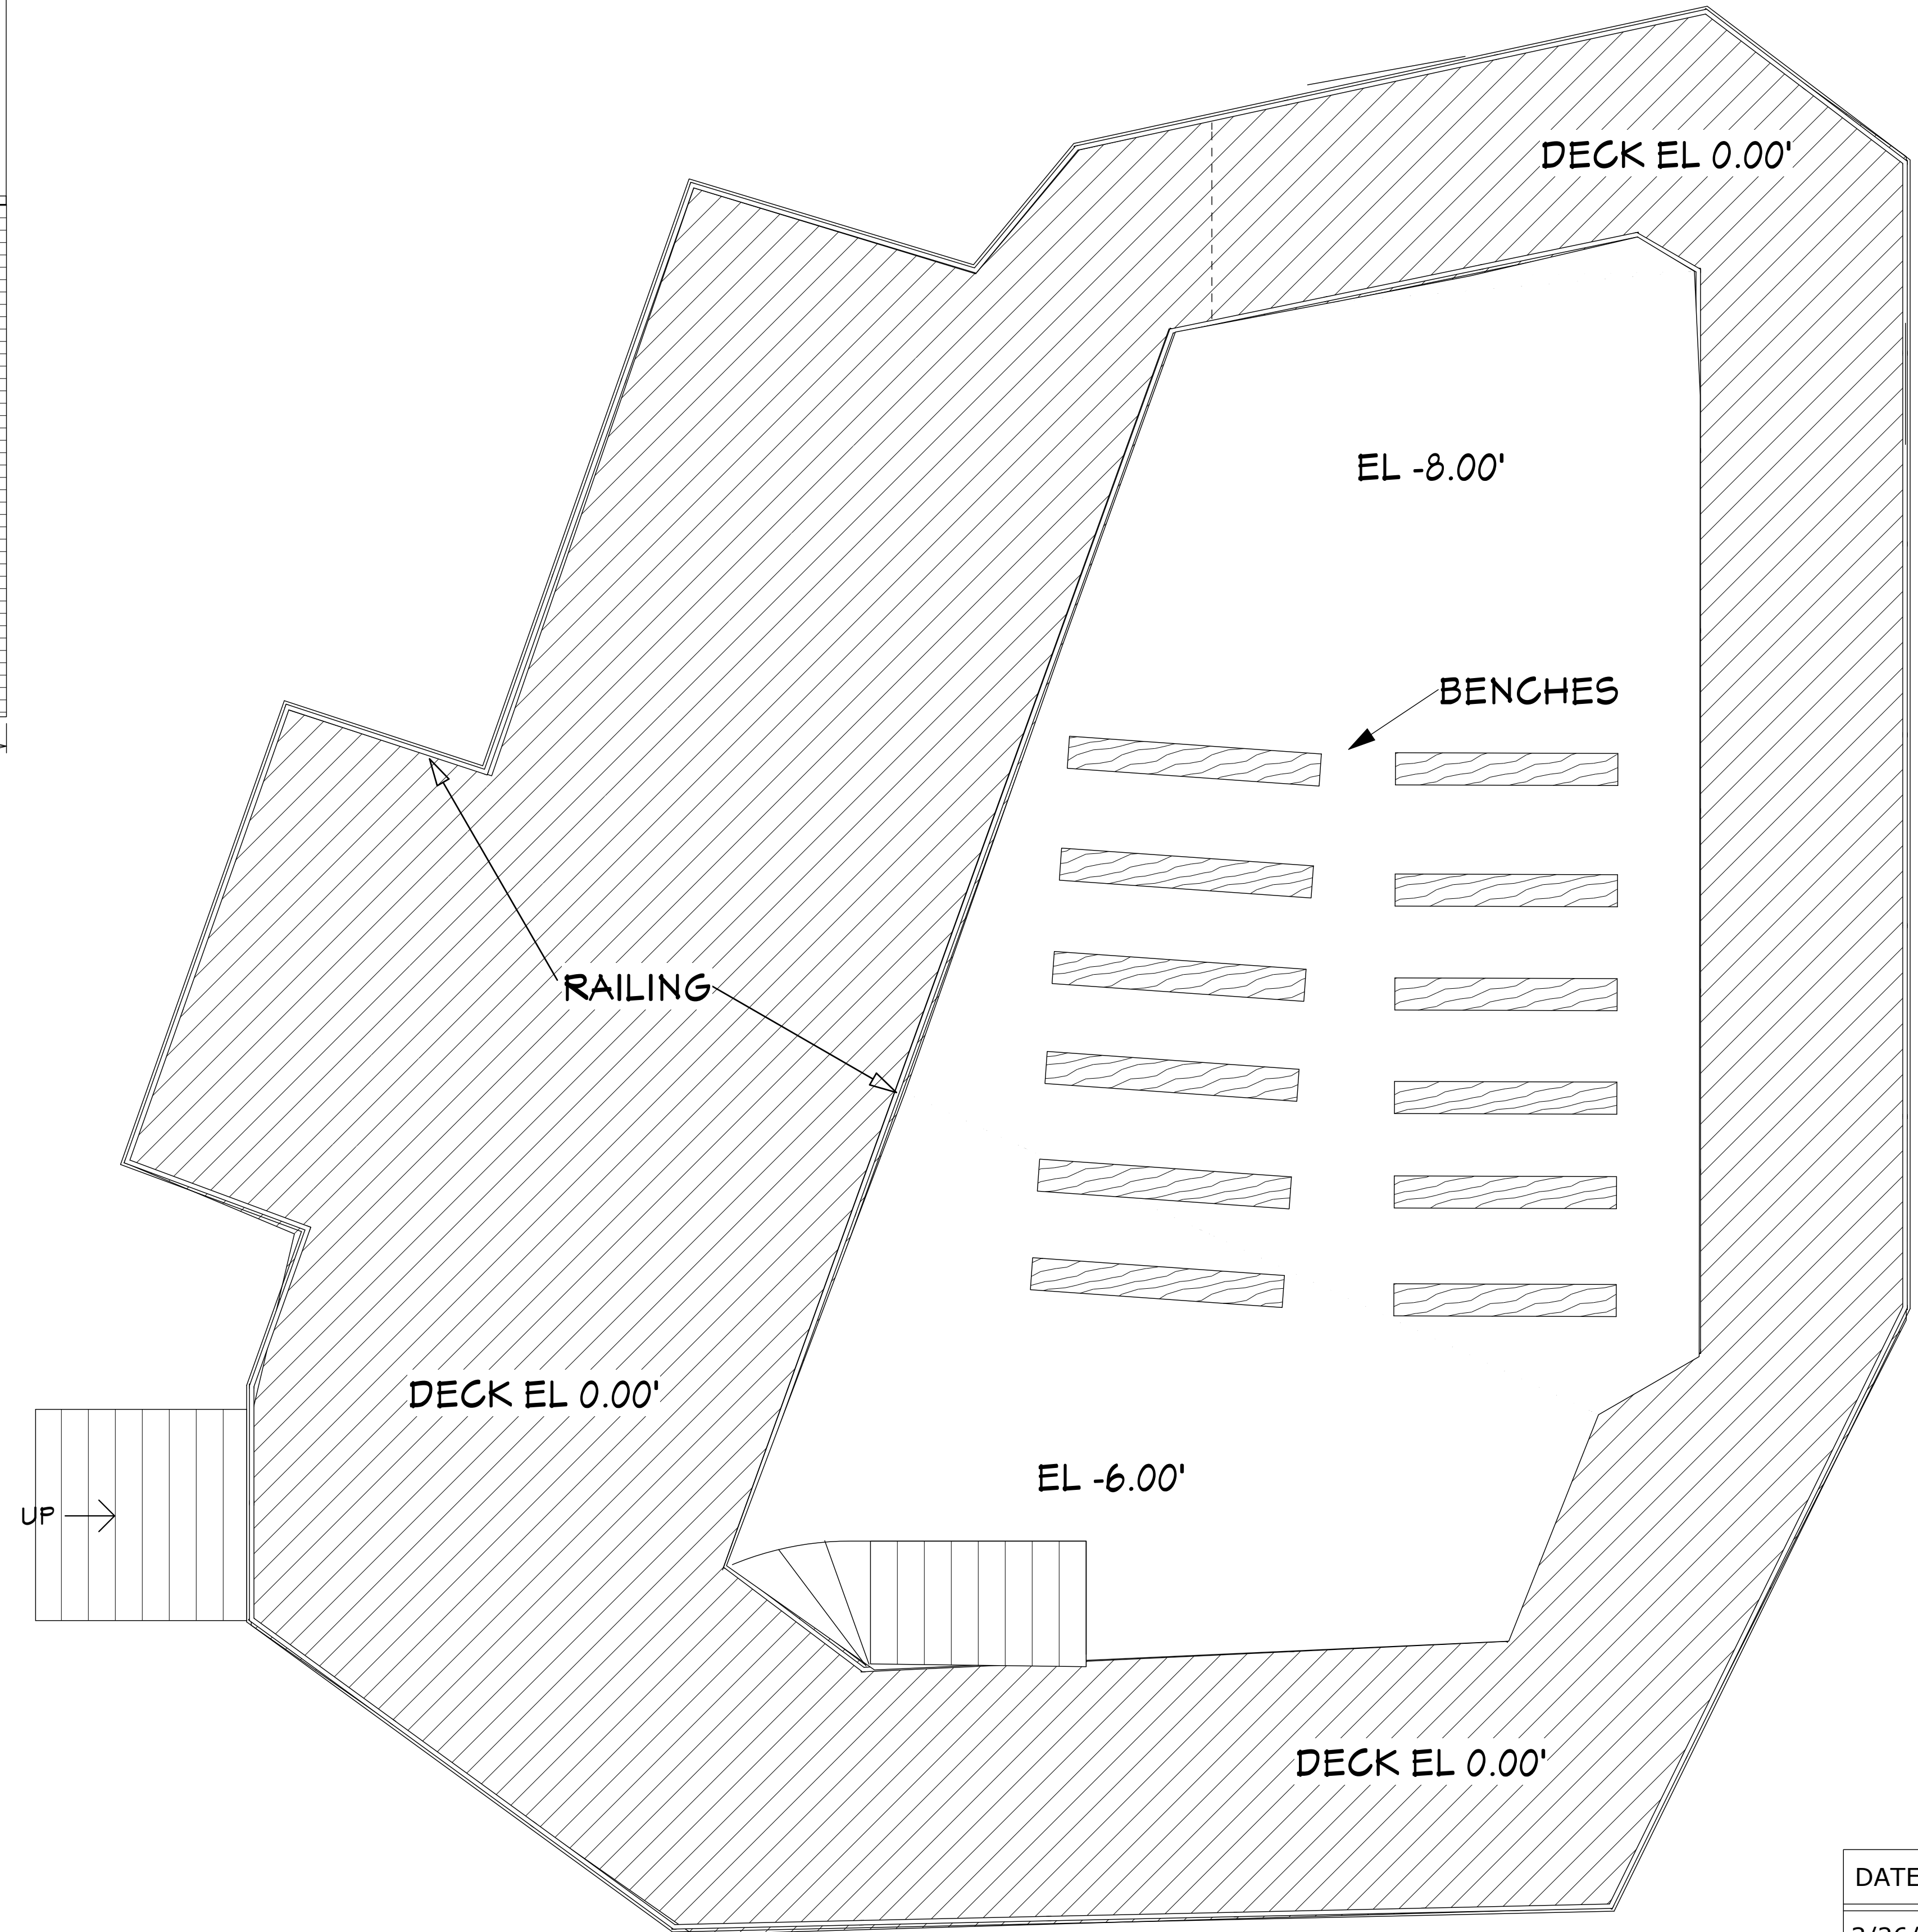 DECK EL 0.00'
EL -8.00'
BENCHES
RAILING
DECK EL 0.00'
EL -6.00'
UP
DECK EL 0.00'
DATE